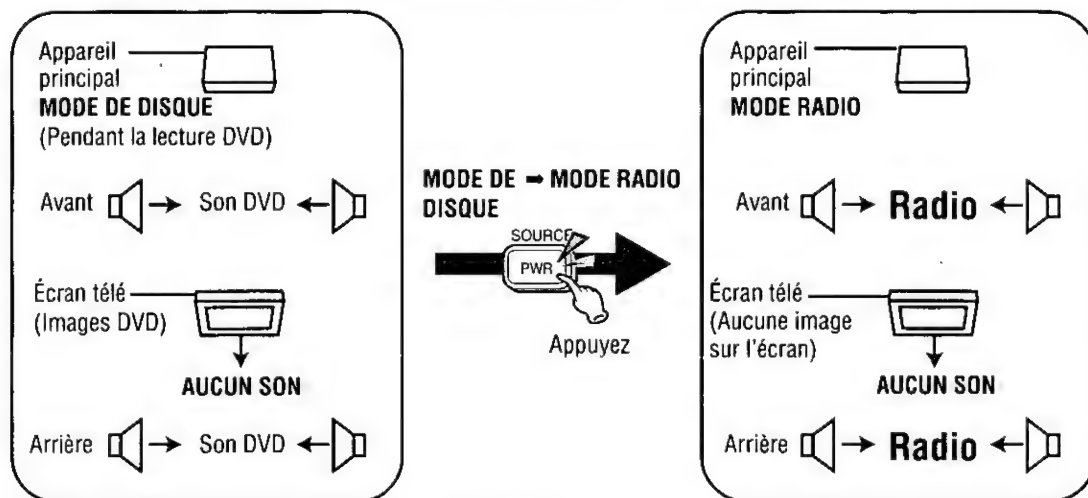 Appareil
principal
MODE DE DISQUE
(Pendant la lecture DVD)
Avant → Son DVD ←
Écran télé
(Images DVD)
AUCUN SON
Arrière → Son DVD ←
MODE DE ➡ MODE RADIO
DISQUE
SOURCE
PWR
Appuyez
Appareil
principal
MODE RADIO
Avant → Radio ←
Écran télé
(Aucune image
sur l'écran)
AUCUN SON
Arrière → Radio ←